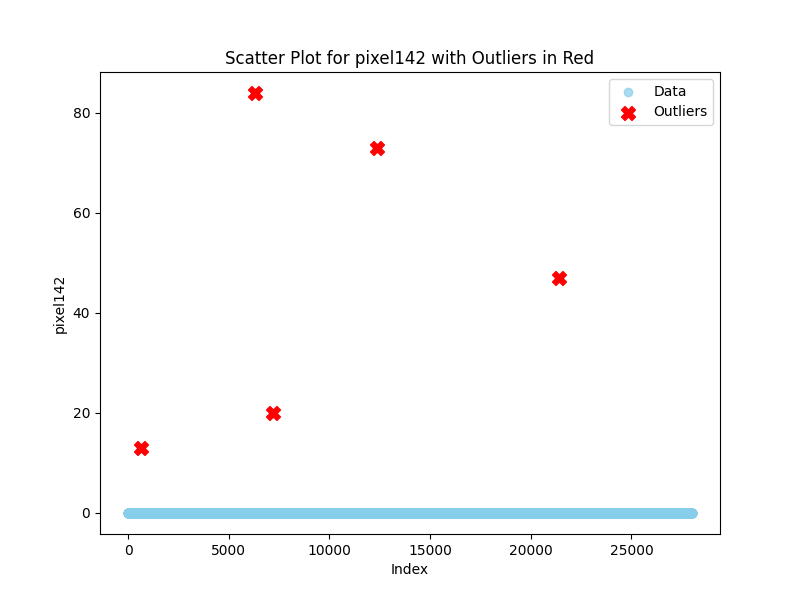 Scatter Plot for pixel142 with Outliers in Red
Data
Outliers
80
60
40
20
0
pixel142
0
5000
10000
15000
20000
25000
Index